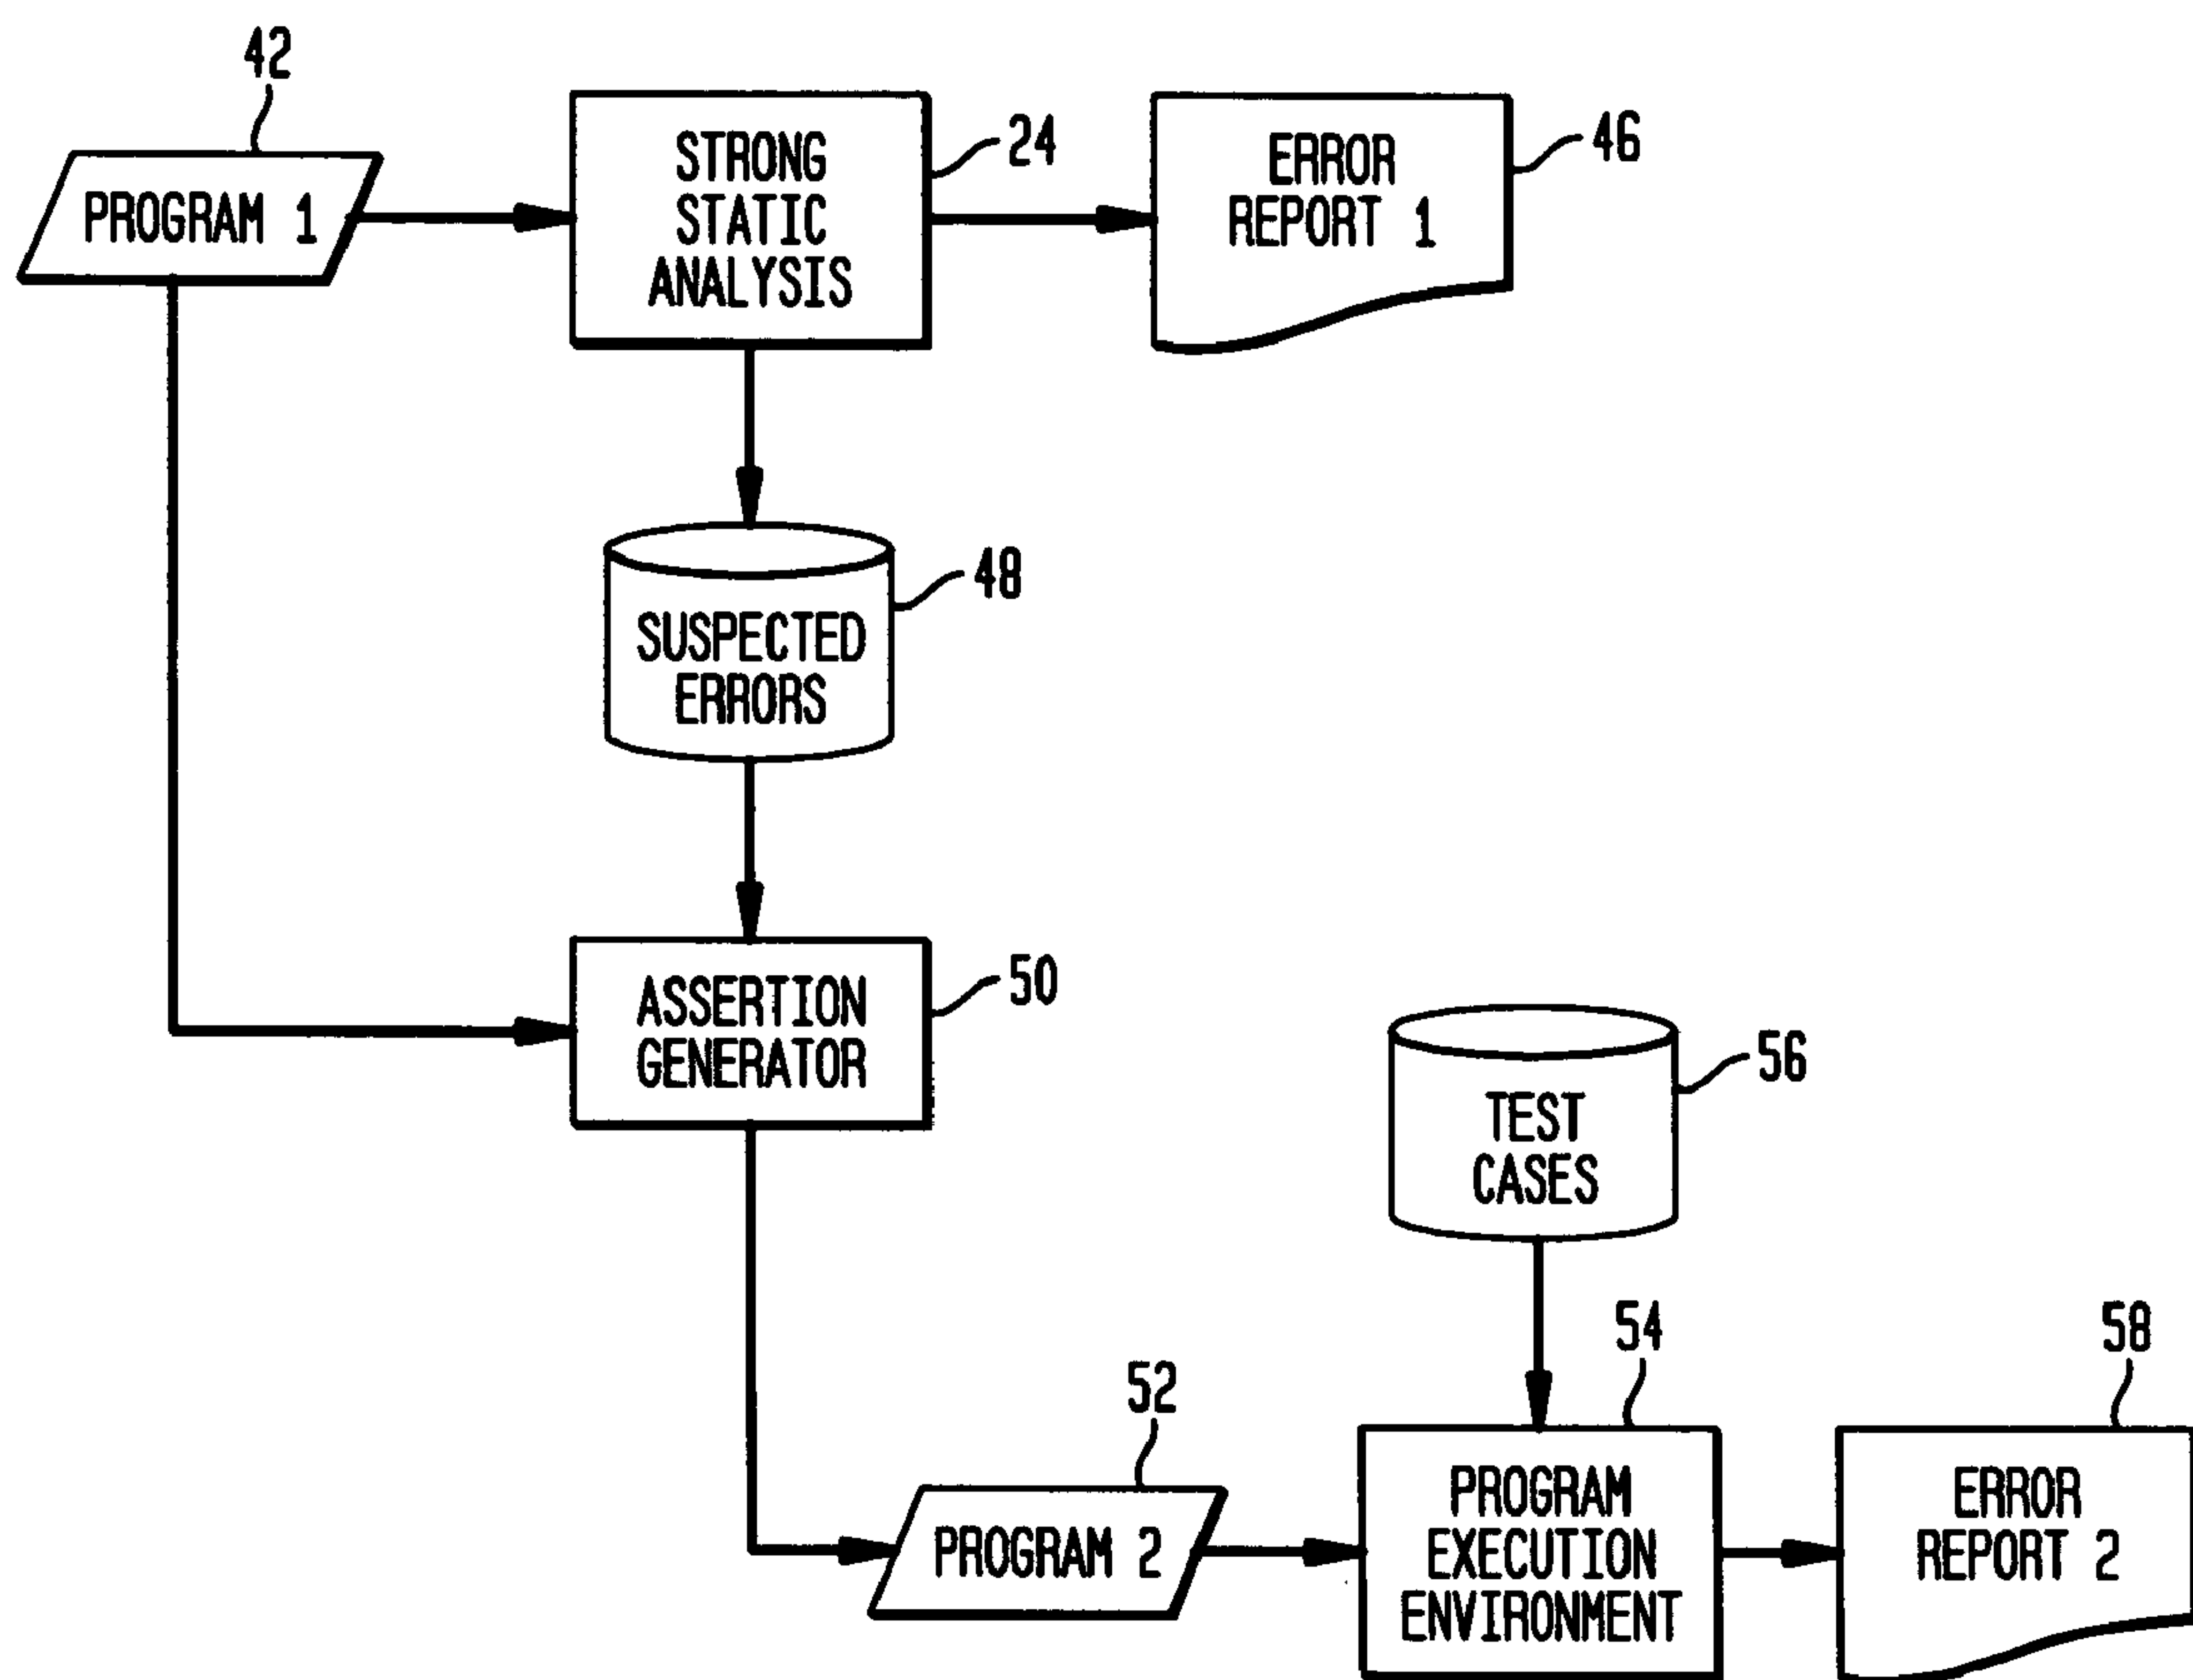 42
PROGRAM 1
STRONG
STATIC
ANALYSIS
24
ERROR
REPORT 1
46
SUSPECTED
ERRORS
48
ASSERTION
GENERATOR
50
TEST
CASES
56
52
PROGRAM 2
54
PROGRAM
EXECUTION
ENVIRONMENT
58
ERROR
REPORT 2